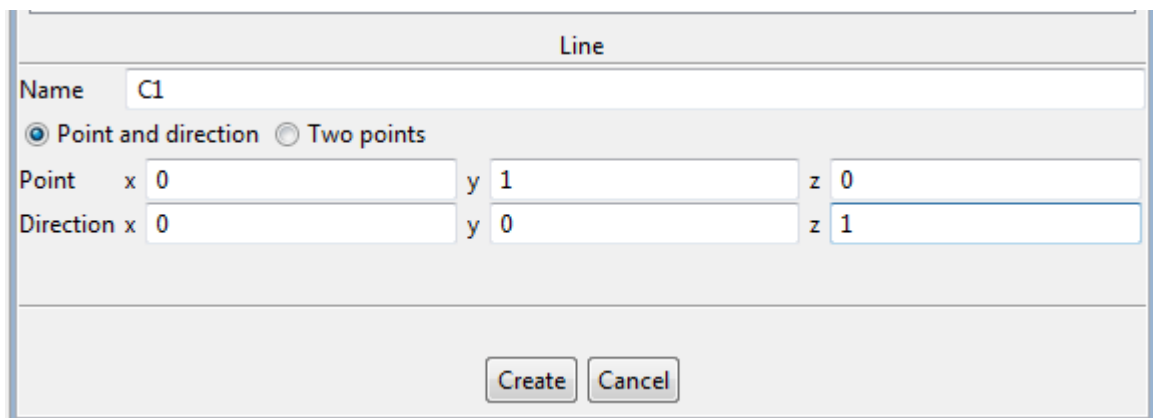 Line
Name C1
Point and direction Two points
Point x 0 y 1 z 0
Direction x 0 y 0 z 1
Create Cancel